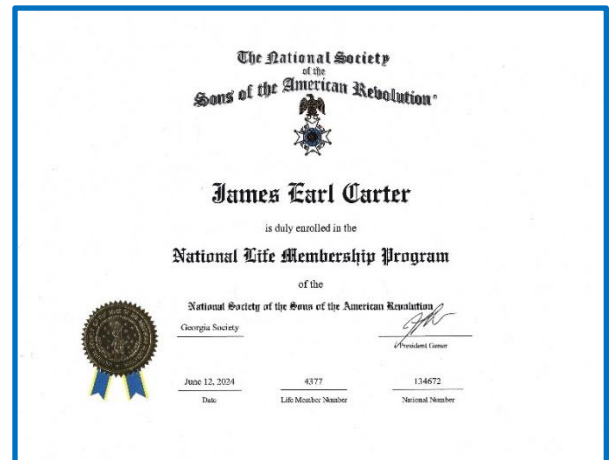 The National Society
of the
Sons of the American Revolution®
James Earl Carter
is duly enrolled in the
National Life Membership Program
of the
National Society of the Sons of the American Revolution
Georgia Society
President General
June 12, 2024 4377 134672
Date Life Member Number National Number